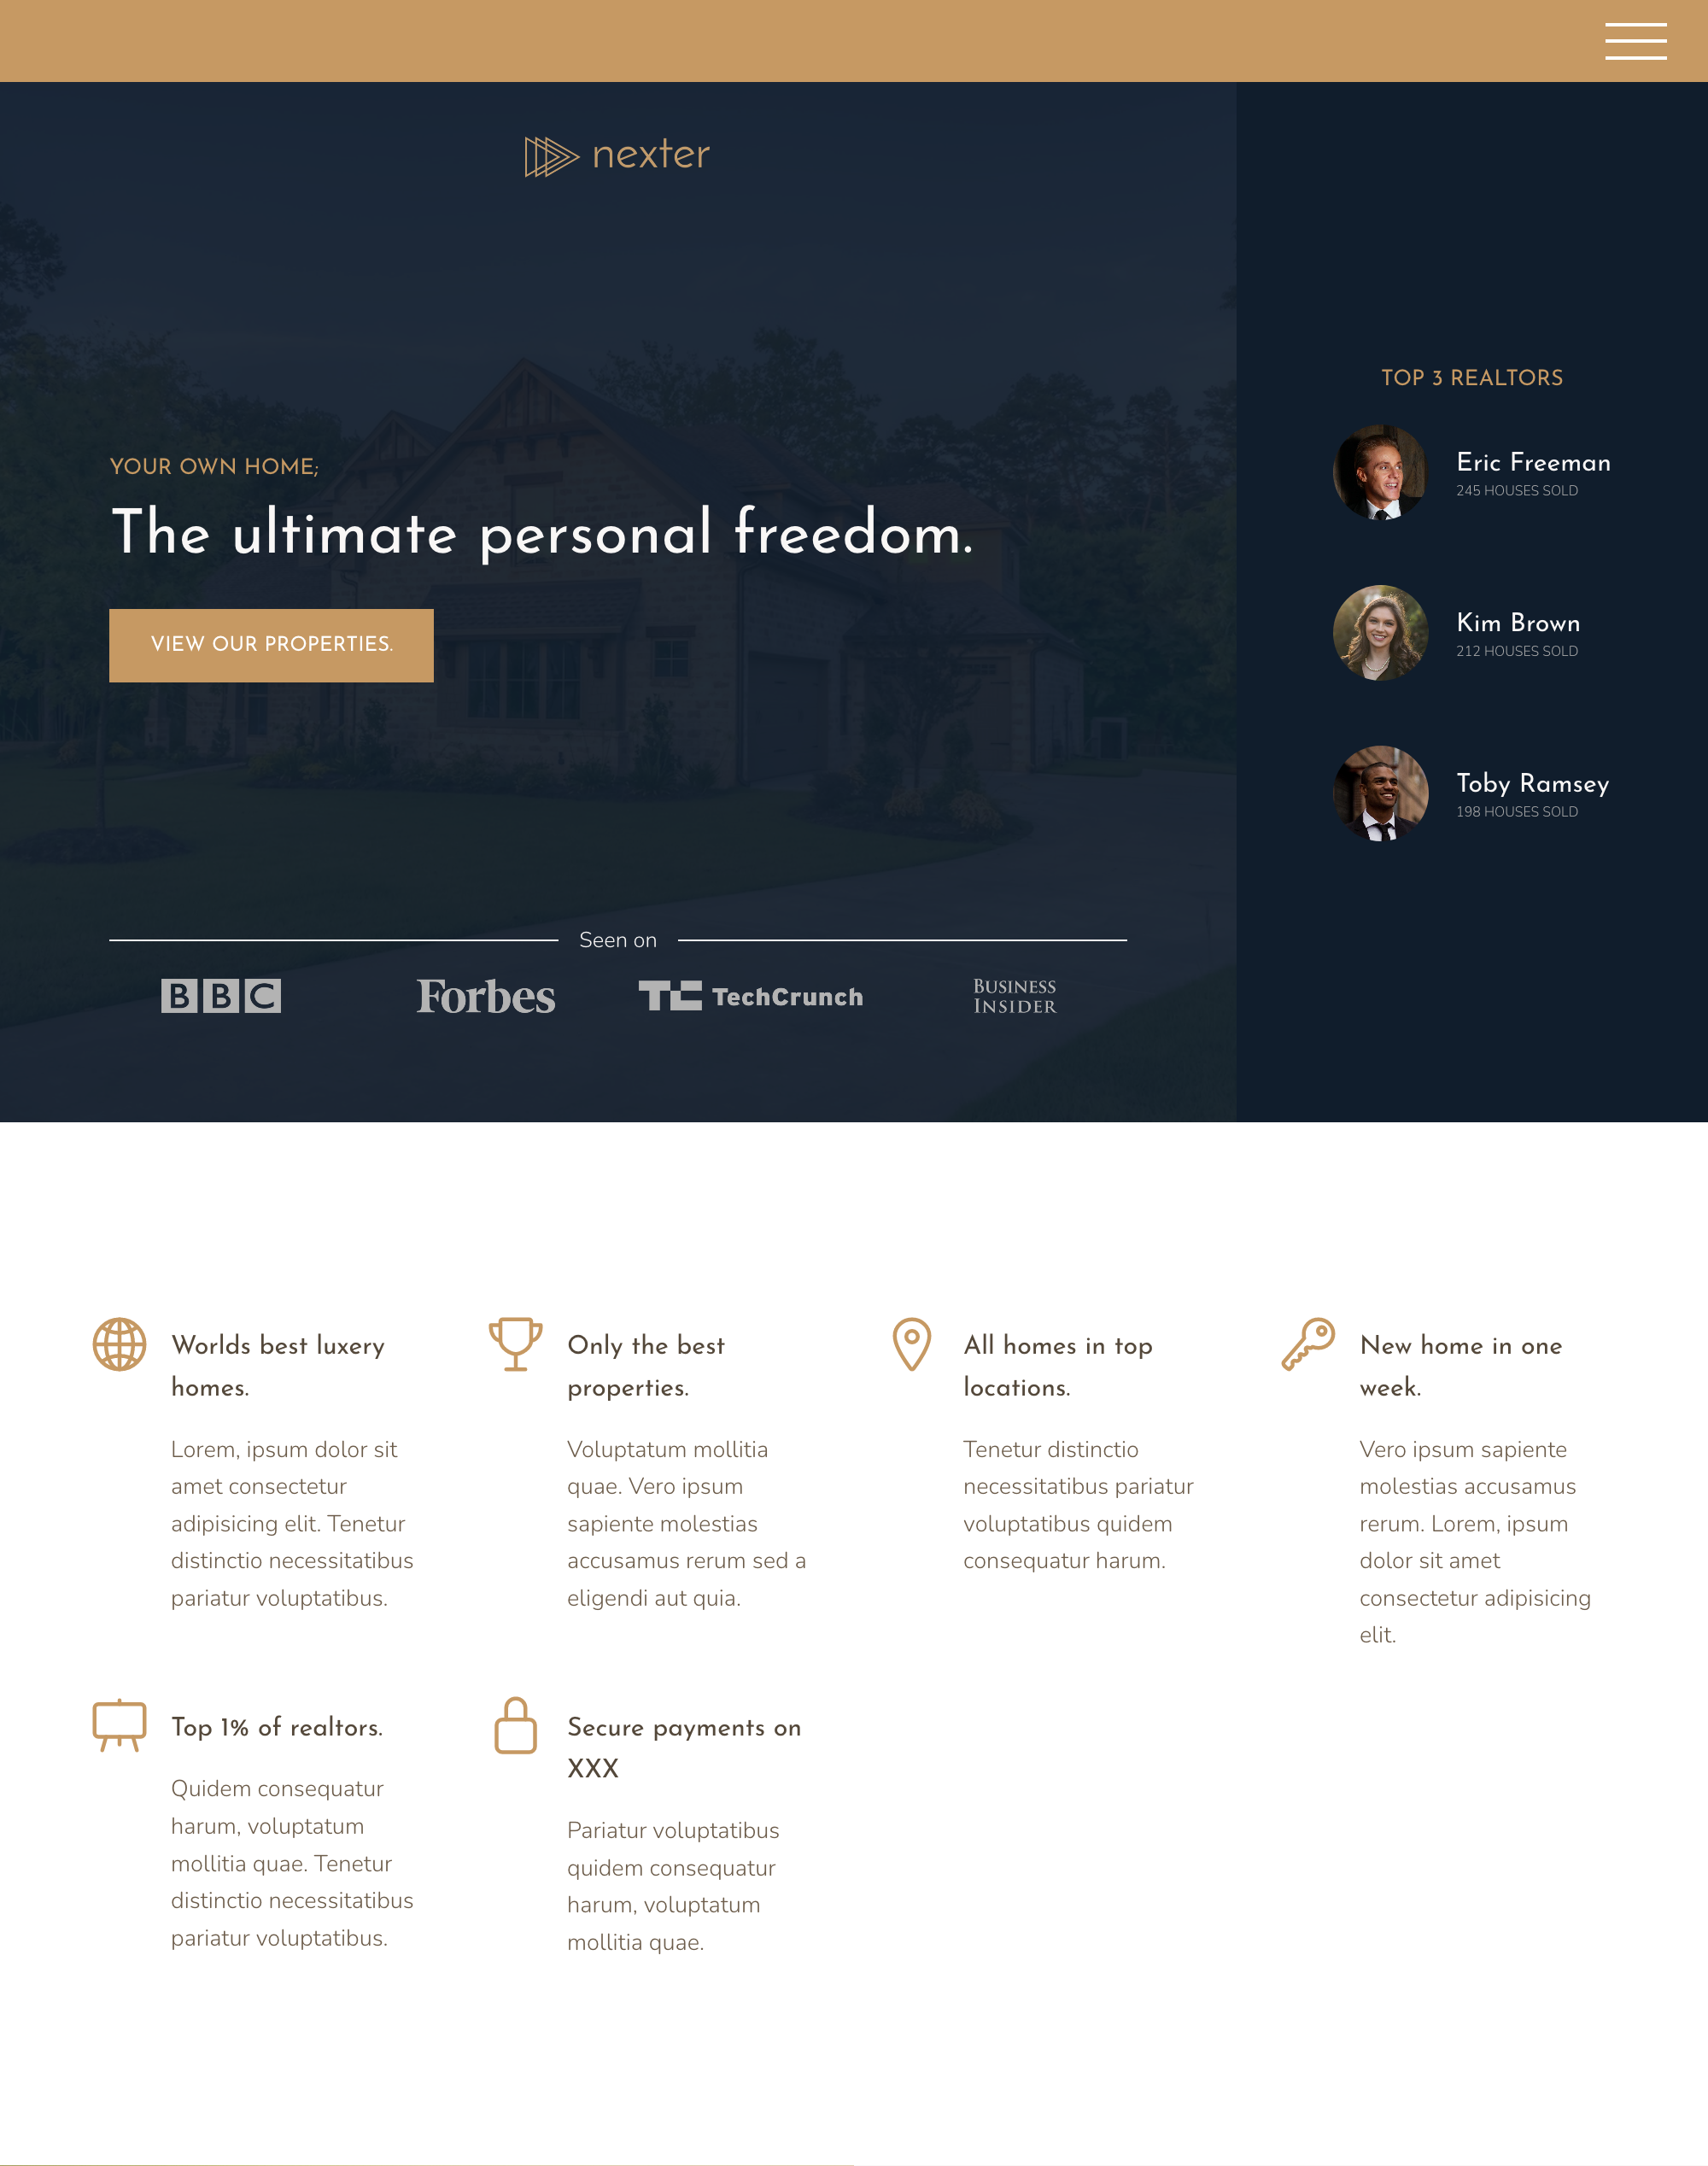 nexter
YOUR OWN HOME;
The ultimate personal freedom.
VIEW OUR PROPERTIES.
Seen on
BBC
Forbes
TC TechCrunch
BUSINESS
INSIDER
TOP 3 REALTORS
Eric Freeman
245 HOUSES SOLD
Kim Brown
212 HOUSES SOLD
Toby Ramsey
198 HOUSES SOLD
Worlds best luxery
homes.
Lorem, ipsum dolor sit
amet consectetur
adipisicing elit. Tenetur
distinctio necessitatibus
pariatur voluptatibus.
Only the best
properties.
Voluptatum mollitia
quae. Vero ipsum
sapiente molestias
accusamus rerum sed a
eligendi aut quia.
All homes in top
locations.
Tenetur distinctio
necessitatibus pariatur
voluptatibus quidem
consequatur harum.
New home in one
week.
Vero ipsum sapiente
molestias accusamus
rerum. Lorem, ipsum
dolor sit amet
consectetur adipisicing
elit.
Top 1% of realtors.
Quidem consequatur
harum, voluptatum
mollitia quae. Tenetur
distinctio necessitatibus
pariatur voluptatibus.
Secure payments on
XXX
Pariatur voluptatibus
quidem consequatur
harum, voluptatum
mollitia quae.